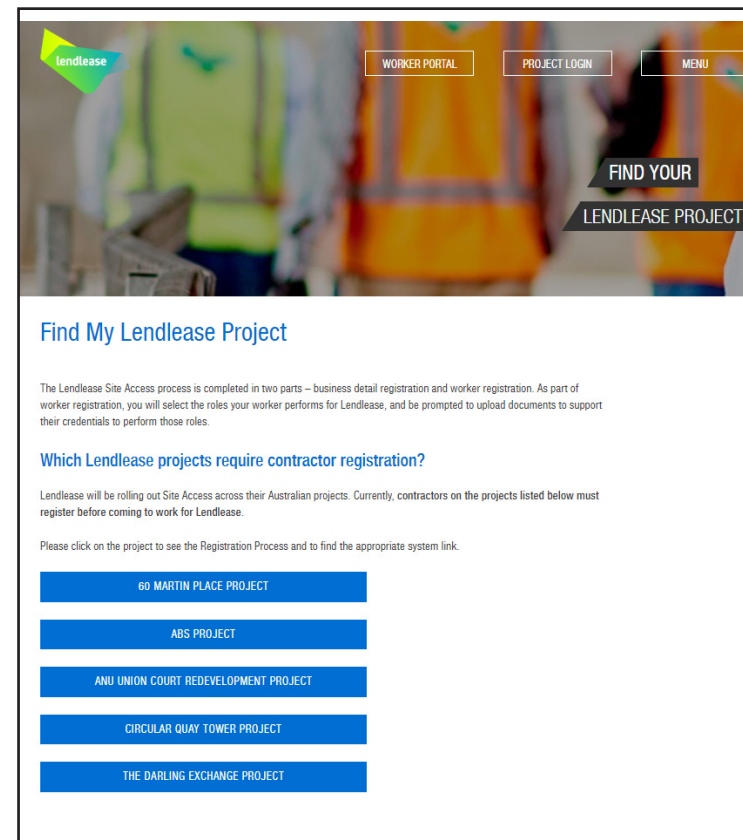 lendlease
WORKER PORTAL
PROJECT LOGIN
MENU
FIND YOUR
LENDLEASE PROJECT
Find My Lendlease Project
The Lendlease Site Access process is completed in two parts – business detail registration and worker registration. As part of
worker registration, you will select the roles your worker performs for Lendlease, and be prompted to upload documents to support
their credentials to perform those roles.
Which Lendlease projects require contractor registration?
Lendlease will be rolling out Site Access across their Australian projects. Currently, contractors on the projects listed below must
register before coming to work for Lendlease.
Please click on the project to see the Registration Process and to find the appropriate system link.
60 MARTIN PLACE PROJECT
ABS PROJECT
ANU UNION COURT REDEVELOPMENT PROJECT
CIRCULAR QUAY TOWER PROJECT
THE DARLING EXCHANGE PROJECT